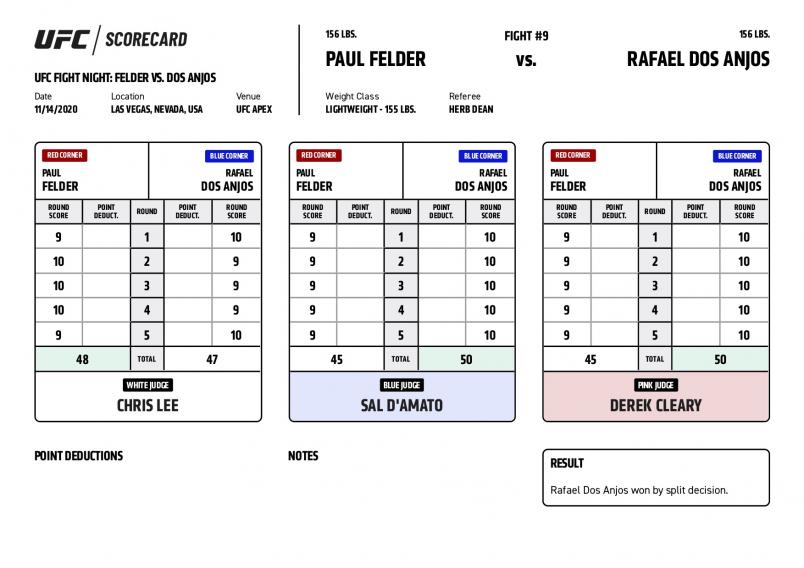 UFC SCORECARD
UFC FIGHT NIGHT: FELDER VS. DOS ANJOS
Date Location Venue
11/14/2020 LAS VEGAS, NEVADA, USA UFC APEX
156 LBS. FIGHT #9 156 LBS.
PAUL FELDER vs. RAFAEL DOS ANJOS
Weight Class Referee
LIGHTWEIGHT - 155 LBS. HERB DEAN
RED CORNER BLUE CORNER
PAUL RAFAEL
FELDER DOS ANJOS
ROUND POINT ROUND POINT ROUND
SCORE DEDUCT. DEDUCT. SCORE
9 1 10
10 2 9
10 3 9
10 4 9
9 5 10
48 TOTAL 47
WHITE JUDGE
CHRIS LEE
RED CORNER BLUE CORNER
PAUL RAFAEL
FELDER DOS ANJOS
ROUND POINT ROUND POINT ROUND
SCORE DEDUCT. DEDUCT. SCORE
9 1 10
9 2 10
9 3 10
9 4 10
9 5 10
45 TOTAL 50
BLUE JUDGE
SAL D'AMATO
RED CORNER BLUE CORNER
PAUL RAFAEL
FELDER DOS ANJOS
ROUND POINT ROUND POINT ROUND
SCORE DEDUCT. DEDUCT. SCORE
9 1 10
9 2 10
9 3 10
9 4 10
9 5 10
45 TOTAL 50
PINK JUDGE
DEREK CLEARY
POINT DEDUCTIONS
NOTES
RESULT
Rafael Dos Anjos won by split decision.